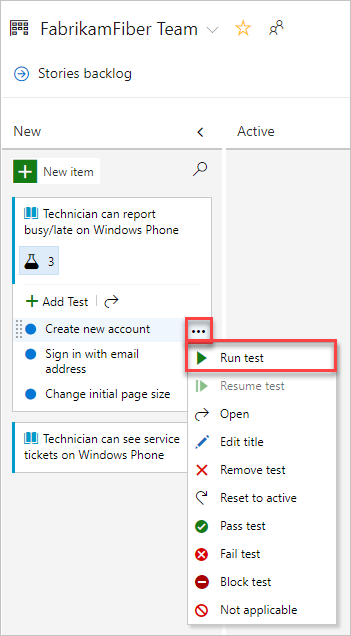 FabrikamFiber Team
Stories backlog
New
Active
New item
Technician can report
busy/late on Windows Phone
3
Add Test
Create new account
Sign in with email
address
Change initial page size
Technician can see service
tickets on Windows Phone
Run test
Resume test
Open
Edit title
Remove test
Reset to active
Pass test
Fail test
Block test
Not applicable